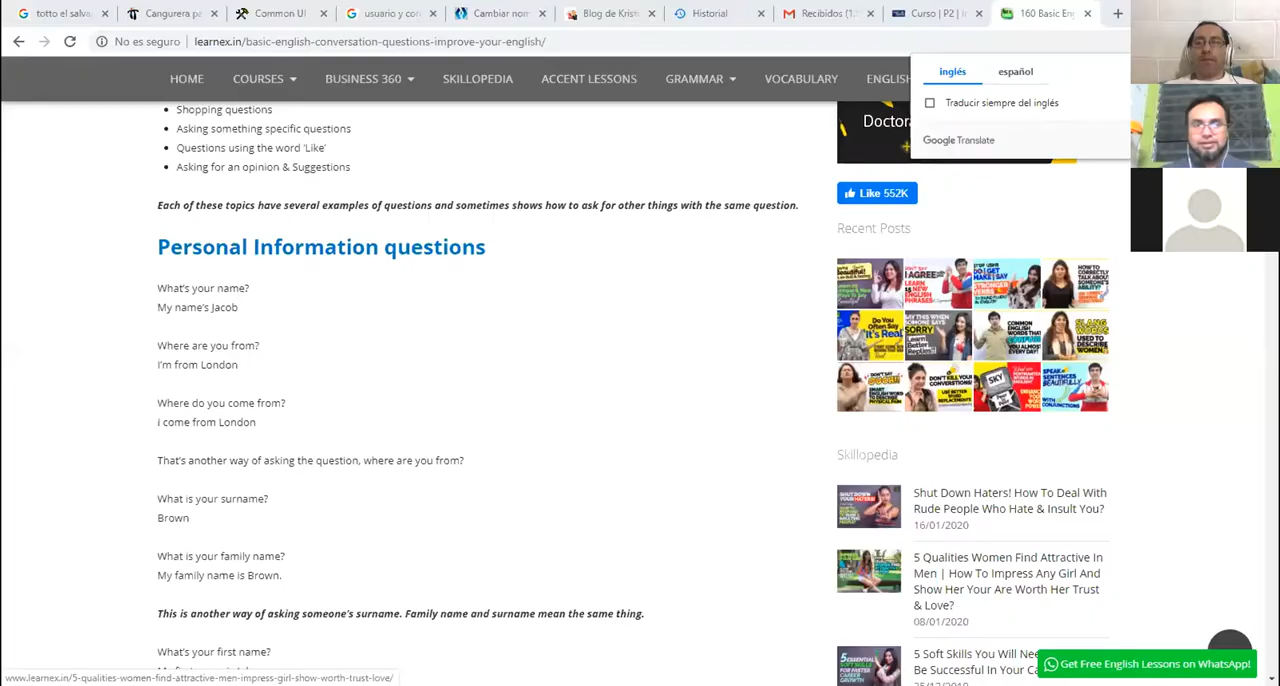 totto el salva
Cangurera pa
Common UI
usuario y con
Cambiar nom
Blog de Krist
Historial
Recibidos (1.
Curso | P2 | I
160 Basic En
No es seguro | learnex.in/basic-english-conversation-questions-improve-your-english/
HOME COURSES BUSINESS 360 SKILLOPEDIA ACCENT LESSONS GRAMMAR VOCABULARY ENGLISH
inglés español
Traducir siempre del inglés
Google Translate
Shopping questions
Asking something specific questions
Questions using the word ‘Like’
Asking for an opinion & Suggestions
Each of these topics have several examples of questions and sometimes shows how to ask for other things with the same question.
Personal Information questions
What’s your name?
My name’s Jacob
Where are you from?
I’m from London
Where do you come from?
I come from London
That’s another way of asking the question, where are you from?
What is your surname?
Brown
What is your family name?
My family name is Brown.
This is another way of asking someone’s surname. Family name and surname mean the same thing.
What’s your first name?
www.learnex.in/5-qualities-women-find-attractive-men-impress-girl-show-worth-trust-love/
Doctora
Like 552K
Recent Posts
Skillopedia
Shut Down Haters! How To Deal With
Rude People Who Hate & Insult You?
16/01/2020
5 Qualities Women Find Attractive In
Men | How To Impress Any Girl And
Show Her Your Are Worth Her Trust
& Love?
08/01/2020
5 Soft Skills You Will Nee
Be Successful In Your Ca
Get Free English Lessons on WhatsApp!